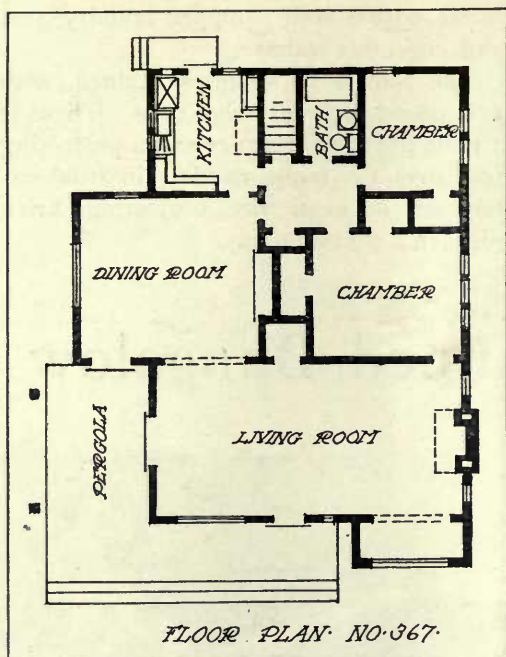 KITCHEN
BATH
CHAMBER
DINING ROOM
CHAMBER
PERGOLA
LIVING ROOM
FLOOR PLAN· NO·367·